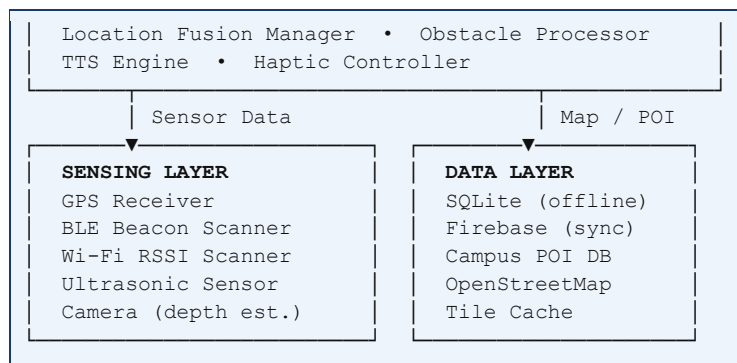 Location Fusion Manager • Obstacle Processor
TTS Engine • Haptic Controller
Sensor Data
Map / POI
SENSING LAYER
GPS Receiver
BLE Beacon Scanner
Wi-Fi RSSI Scanner
Ultrasonic Sensor
Camera (depth est.)
DATA LAYER
SQLite (offline)
Firebase (sync)
Campus POI DB
OpenStreetMap
Tile Cache